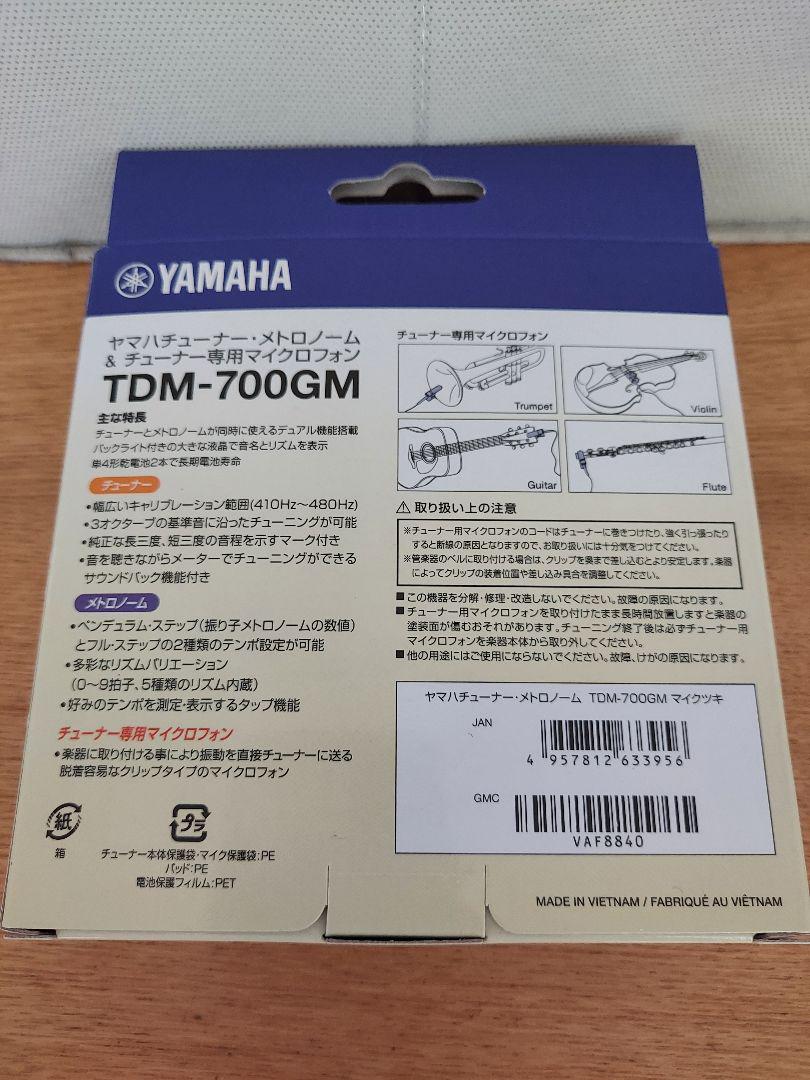 YAMAHA
ヤマハチューナー・メトロノーム
& チューナー専用マイクロフォン
TDM-700GM
主な特長
チューナーとメトロノームが同時に使えるデュアル機能搭載
バックライト付きの大きな液晶で音名とリズムを表示
単4形乾電池2本で長期電池寿命
チューナー
・幅広いキャリブレーション範囲(410Hz～480Hz)
・3オクターブの基準音に沿ったチューニングが可能
・純正な長三度、短三度の音程を示すマーク付き
・音を聴きながらメーターでチューニングができる
サウンドバック機能付き
メトロノーム
・ペンデュラム・ステップ(振り子メトロノームの数値)
とフル・ステップの2種類のテンポ設定が可能
・多彩なリズムバリエーション
(0～9拍子、5種類のリズム内蔵)
・好みのテンポを測定・表示するタップ機能
チューナー専用マイクロフォン
・楽器に取り付ける事により振動を直接チューナーに送る
脱着容易なクリップタイプのマイクロフォン
紙
箱
プラ
チューナー本体保護袋・マイク保護袋:PE
パッド:PE
電池保護フィルム:PET
チューナー専用マイクロフォン
Trumpet
Violin
Guitar
Flute
⚠ 取り扱い上の注意
※チューナー用マイクロフォンのコードはチューナーに巻きつけたり、強く引っ張ったり
すると断線の原因となりますので、お取り扱いには十分気をつけてください。
※管楽器のベルに取り付ける場合は、クリップを奥まで差し込むとより安定します。楽器
によってクリップの装着位置や差し込み具合を調整してください。
■この機器を分解・修理・改造しないでください。故障の原因になります。
■チューナー用マイクロフォンを取り付けたまま長時間放置しますと楽器の
塗装面が傷むおそれがあります。チューニング終了後は必ずチューナー用
マイクロフォンを楽器本体から取り外してください。
■他の用途にはご使用にならないでください。故障、けがの原因になります。
ヤマハチューナー・メトロノーム TDM-700GM マイクツキ
JAN
4 957812 633956
GMC
VAF8840
MADE IN VIETNAM / FABRIQUÉ AU VIÊTNAM